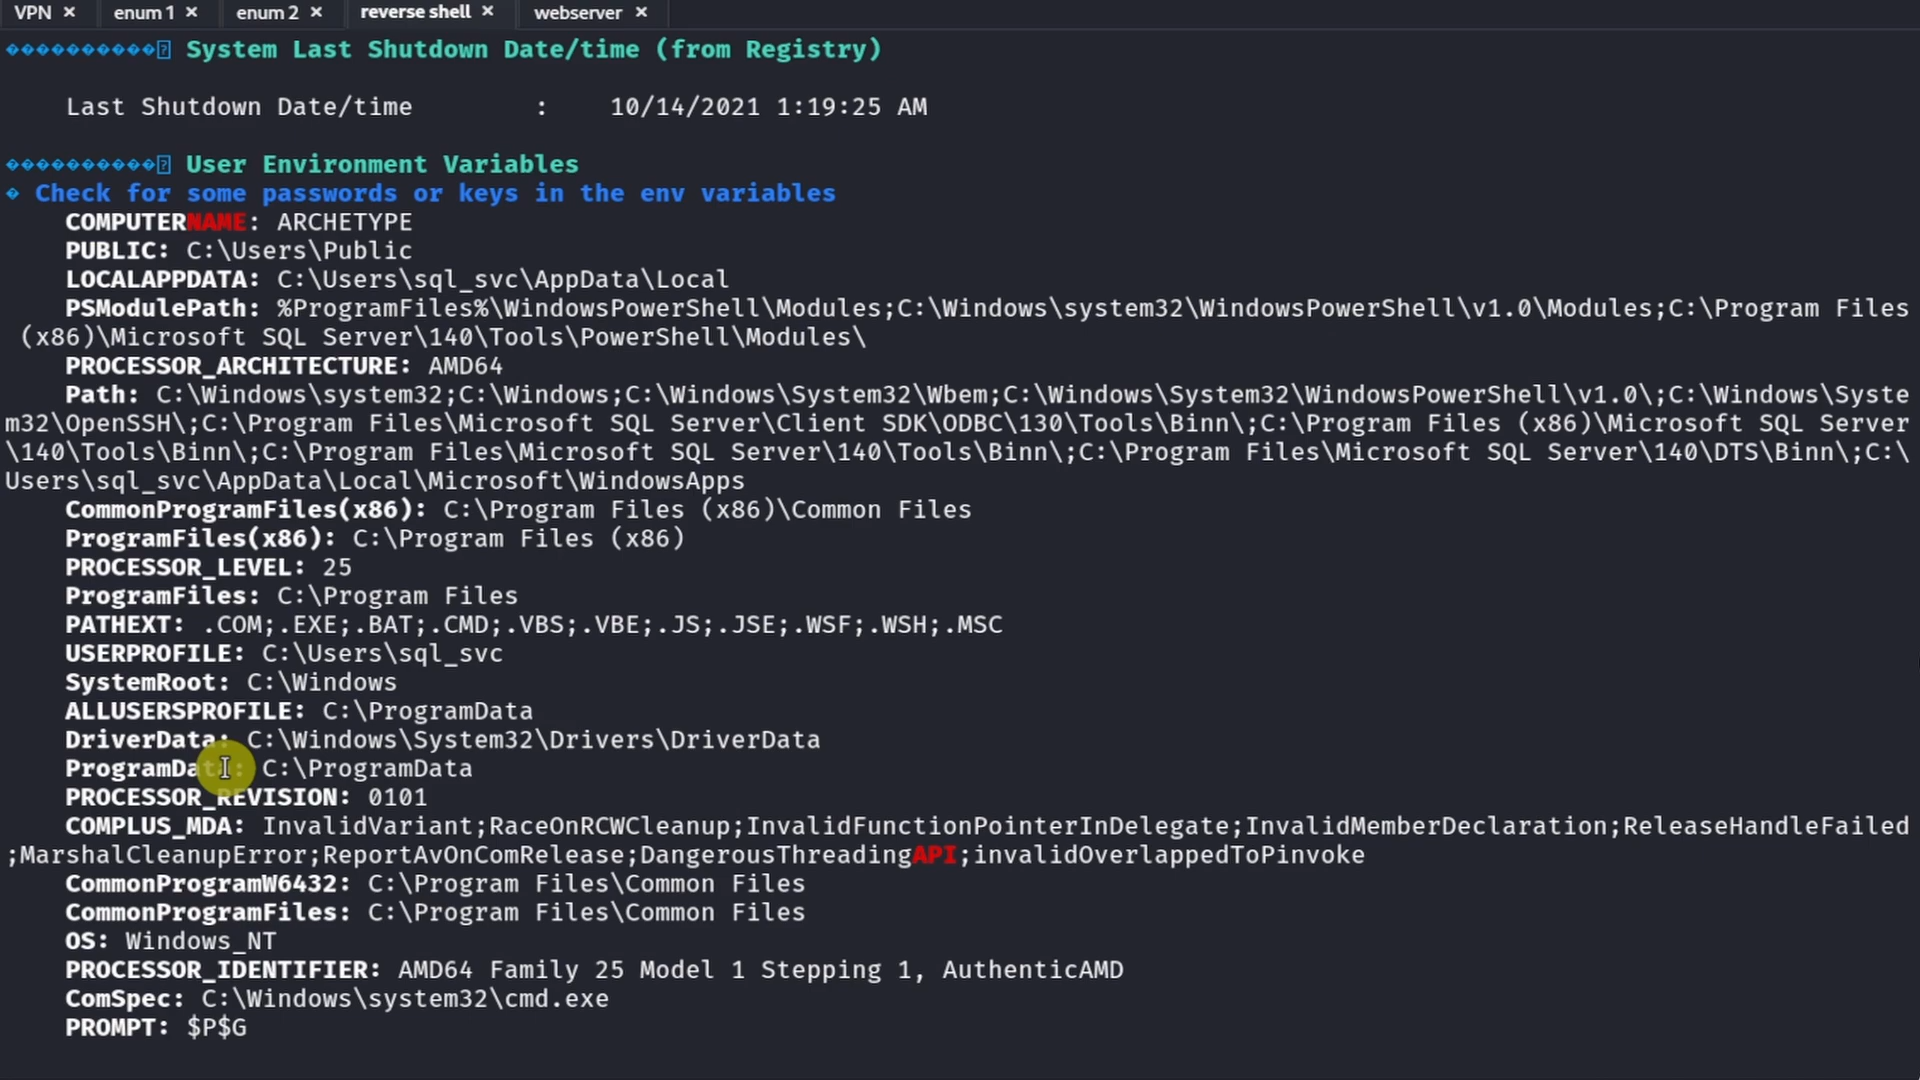 VPN × enum 1 × enum 2 × reverse shell × webserver ×
System Last Shutdown Date/time (from Registry)
Last Shutdown Date/time : 10/14/2021 1:19:25 AM
User Environment Variables
Check for some passwords or keys in the env variables
COMPUTERNAME: ARCHETYPE
PUBLIC: C:\Users\Public
LOCALAPPDATA: C:\Users\sql_svc\AppData\Local
PSModulePath: %ProgramFiles%\WindowsPowerShell\Modules;C:\Windows\system32\WindowsPowerShell\v1.0\Modules;C:\Program Files
(x86)\Microsoft SQL Server\140\Tools\PowerShell\Modules\
PROCESSOR_ARCHITECTURE: AMD64
Path: C:\Windows\system32;C:\Windows;C:\Windows\System32\Wbem;C:\Windows\System32\WindowsPowerShell\v1.0\;C:\Windows\Syste
m32\OpenSSH\;C:\Program Files\Microsoft SQL Server\Client SDK\ODBC\130\Tools\Binn\;C:\Program Files (x86)\Microsoft SQL Server
\140\Tools\Binn\;C:\Program Files\Microsoft SQL Server\140\Tools\Binn\;C:\Program Files\Microsoft SQL Server\140\DTS\Binn\;C:\
Users\sql_svc\AppData\Local\Microsoft\WindowsApps
CommonProgramFiles(x86): C:\Program Files (x86)\Common Files
ProgramFiles(x86): C:\Program Files (x86)
PROCESSOR_LEVEL: 25
ProgramFiles: C:\Program Files
PATHEXT: .COM;.EXE;.BAT;.CMD;.VBS;.VBE;.JS;.JSE;.WSF;.WSH;.MSC
USERPROFILE: C:\Users\sql_svc
SystemRoot: C:\Windows
ALLUSERSPROFILE: C:\ProgramData
DriverData: C:\Windows\System32\Drivers\DriverData
ProgramData: C:\ProgramData
PROCESSOR_REVISION: 0101
COMPLUS_MDA: InvalidVariant;RaceOnRCWCleanup;InvalidFunctionPointerInDelegate;InvalidMemberDeclaration;ReleaseHandleFailed
;MarshalCleanupError;ReportAvOnComRelease;DangerousThreadingAPI;invalidOverlappedToPinvoke
CommonProgramW6432: C:\Program Files\Common Files
CommonProgramFiles: C:\Program Files\Common Files
OS: Windows_NT
PROCESSOR_IDENTIFIER: AMD64 Family 25 Model 1 Stepping 1, AuthenticAMD
ComSpec: C:\Windows\system32\cmd.exe
PROMPT: $P$G